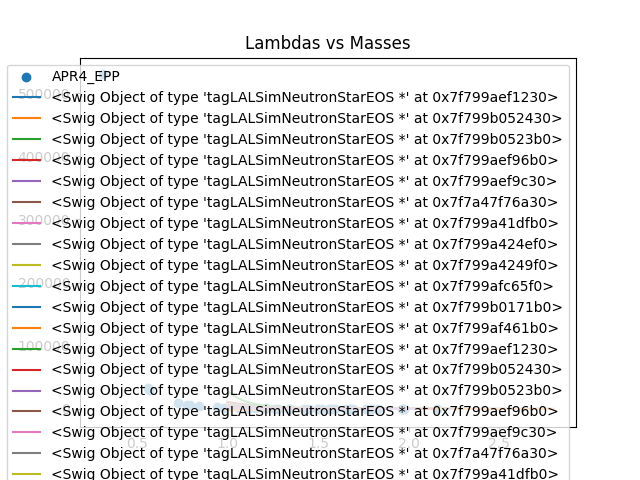 Lambdas vs Masses
APR4_EPP
500000
<Swig Object of type 'tagLALSimNeutronStarEOS *' at 0x7f799aef1230>
<Swig Object of type 'tagLALSimNeutronStarEOS *' at 0x7f799b052430>
<Swig Object of type 'tagLALSimNeutronStarEOS *' at 0x7f799b0523b0>
400000
<Swig Object of type 'tagLALSimNeutronStarEOS *' at 0x7f799aef96b0>
<Swig Object of type 'tagLALSimNeutronStarEOS *' at 0x7f799aef9c30>
<Swig Object of type 'tagLALSimNeutronStarEOS *' at 0x7f7a47f76a30>
300000
<Swig Object of type 'tagLALSimNeutronStarEOS *' at 0x7f799a41dfb0>
<Swig Object of type 'tagLALSimNeutronStarEOS *' at 0x7f799a424ef0>
<Swig Object of type 'tagLALSimNeutronStarEOS *' at 0x7f799a4249f0>
200000
<Swig Object of type 'tagLALSimNeutronStarEOS *' at 0x7f799afc65f0>
<Swig Object of type 'tagLALSimNeutronStarEOS *' at 0x7f799b0171b0>
<Swig Object of type 'tagLALSimNeutronStarEOS *' at 0x7f799af461b0>
100000
<Swig Object of type 'tagLALSimNeutronStarEOS *' at 0x7f799aef1230>
<Swig Object of type 'tagLALSimNeutronStarEOS *' at 0x7f799b052430>
<Swig Object of type 'tagLALSimNeutronStarEOS *' at 0x7f799b0523b0>
0
<Swig Object of type 'tagLALSimNeutronStarEOS *' at 0x7f799aef96b0>
<Swig Object of type 'tagLALSimNeutronStarEOS *' at 0x7f799aef9c30>
0.5 1.0 1.5 2.0 2.5
<Swig Object of type 'tagLALSimNeutronStarEOS *' at 0x7f7a47f76a30>
<Swig Object of type 'tagLALSimNeutronStarEOS *' at 0x7f799a41dfb0>